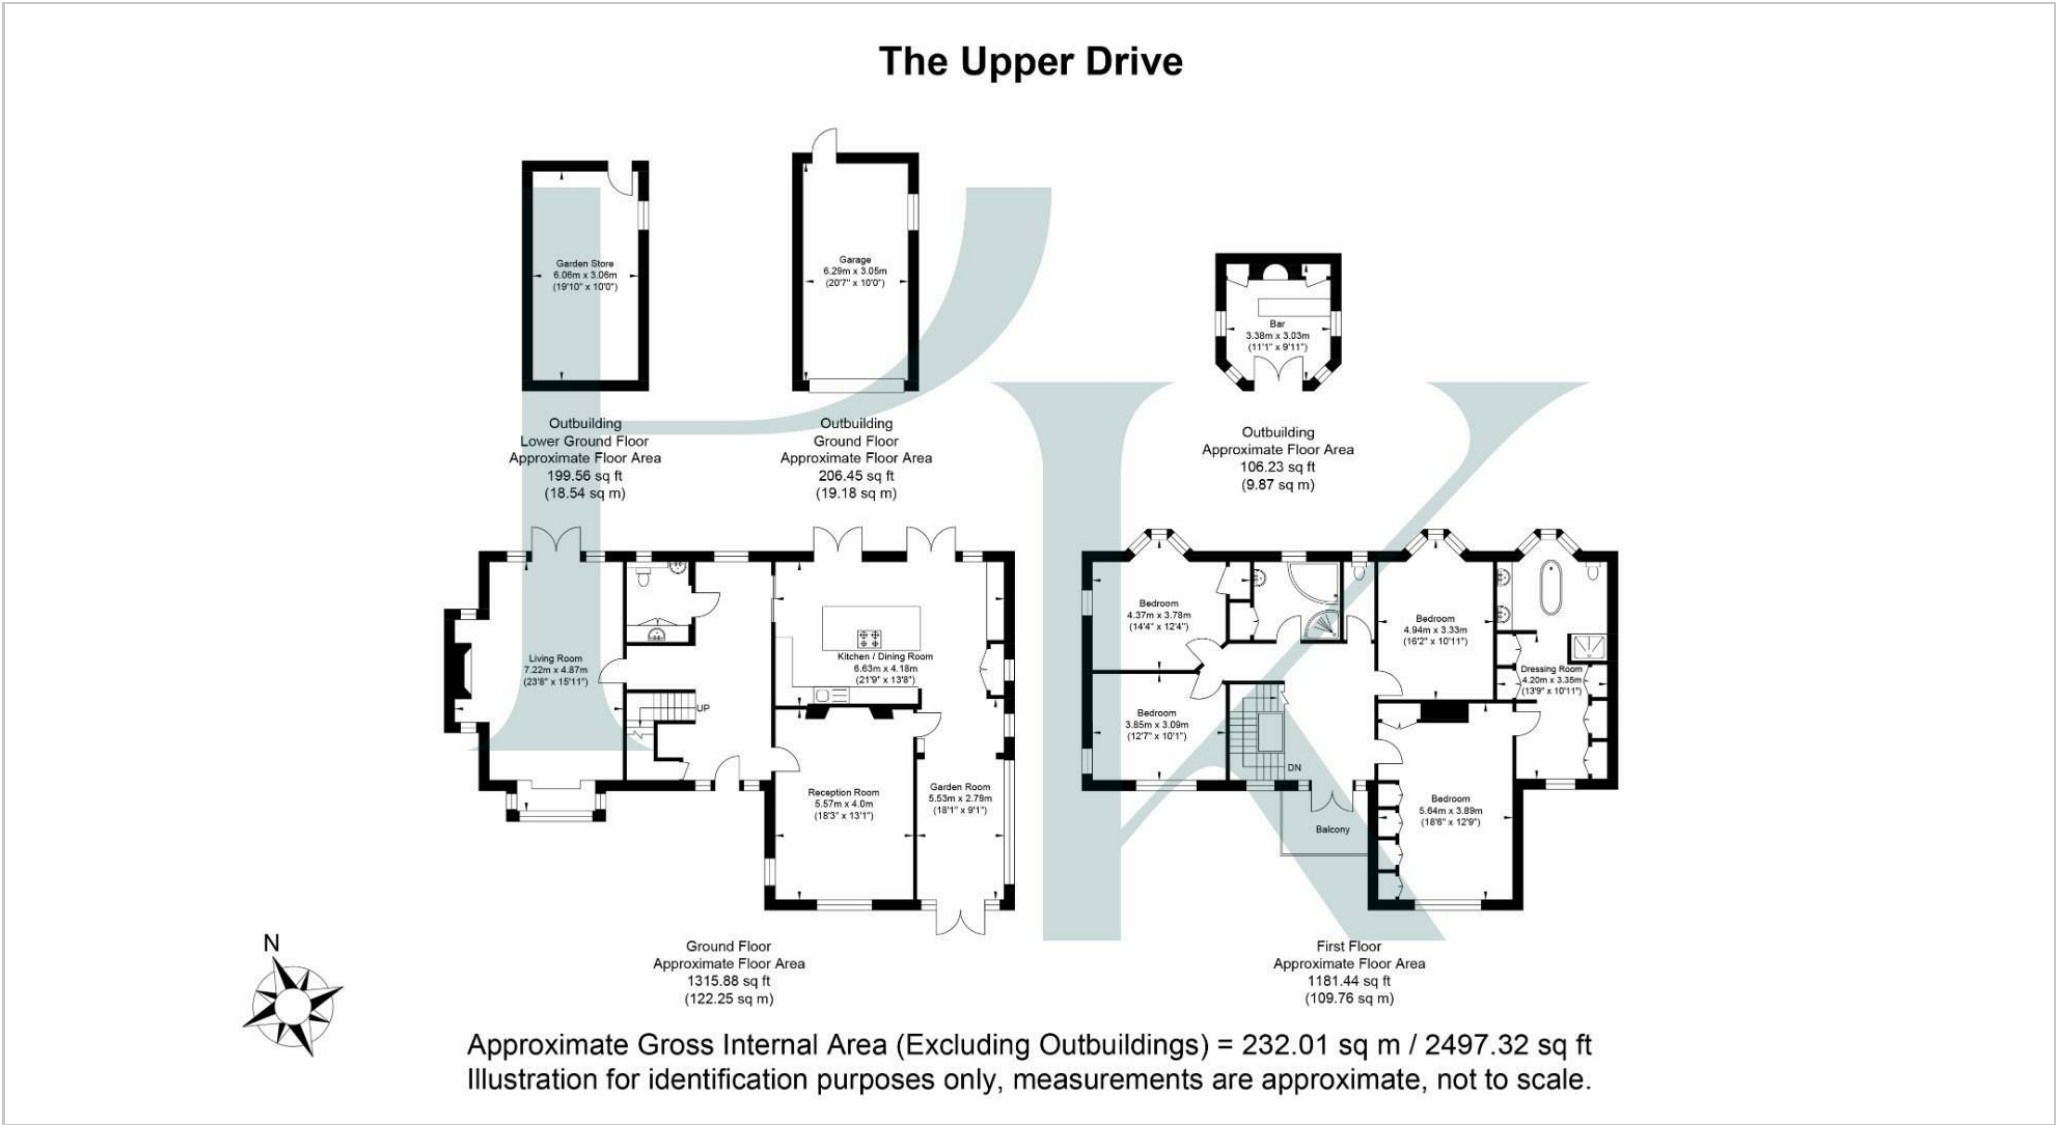 The Upper Drive
Garden Store
6.06m x 3.06m
(19'10" x 10'0")
Outbuilding
Lower Ground Floor
Approximate Floor Area
199.56 sq ft
(18.54 sq m)
Garage
6.29m x 3.05m
(20'7" x 10'0")
Outbuilding
Ground Floor
Approximate Floor Area
206.45 sq ft
(19.18 sq m)
Bar
3.38m x 3.03m
(11'1" x 9'11")
Outbuilding
Approximate Floor Area
106.23 sq ft
(9.87 sq m)
Living Room
7.22m x 4.87m
(23'8" x 15'11")
UP
Kitchen / Dining Room
6.63m x 4.18m
(21'9" x 13'8")
Reception Room
5.57m x 4.0m
(18'3" x 13'1")
Garden Room
5.53m x 2.79m
(18'1" x 9'1")
Ground Floor
Approximate Floor Area
1315.88 sq ft
(122.25 sq m)
Bedroom
4.37m x 3.78m
(14'4" x 12'4")
Bedroom
3.85m x 3.09m
(12'7" x 10'1")
DN
Balcony
Bedroom
4.94m x 3.33m
(16'2" x 10'11")
Dressing Room
4.20m x 3.35m
(13'9" x 10'11")
Bedroom
5.64m x 3.89m
(18'6" x 12'9")
First Floor
Approximate Floor Area
1181.44 sq ft
(109.76 sq m)
N
Approximate Gross Internal Area (Excluding Outbuildings) = 232.01 sq m / 2497.32 sq ft
Illustration for identification purposes only, measurements are approximate, not to scale.
PK